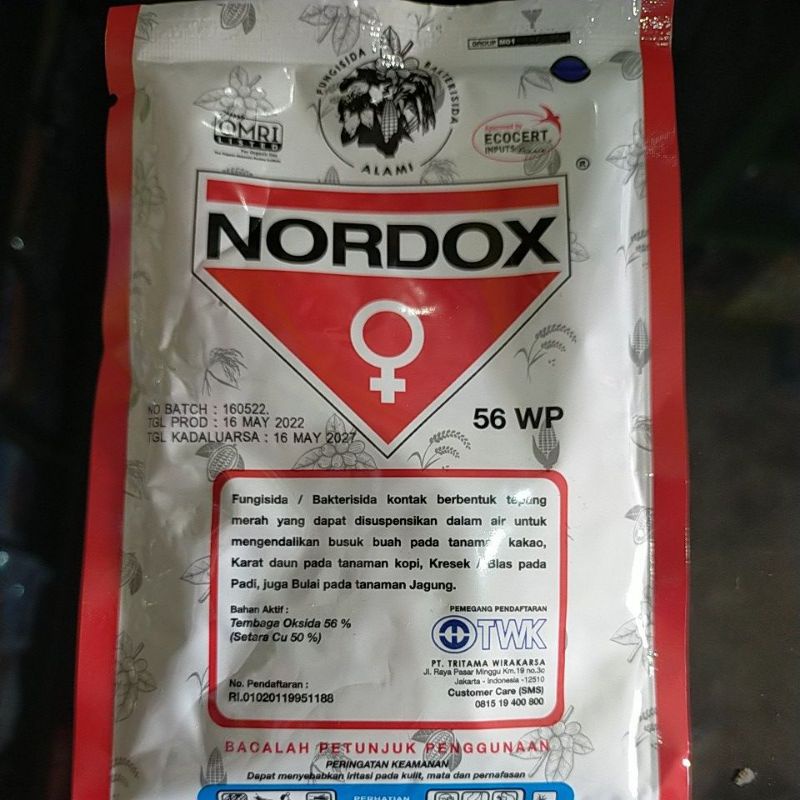 GROUP M01
FUNGISIDA BAKTERISIDA
ALAMI
OMRI
LISTED
For Organic Use
ECOCERT
INPUTS
®
NORDOX
56 WP
NO BATCH : 160522.
TGL PROD : 16 MAY 2022
TGL KADALUARSA : 16 MAY 2027
Fungisida / Bakterisida kontak berbentuk tepung
merah yang dapat disuspensikan dalam air untuk
mengendalikan busuk buah pada tanaman kakao,
Karat daun pada tanaman kopi, Kresek / Blas pada
Padi, juga Bulai pada tanaman Jagung.
Bahan Aktif :
Tembaga Oksida 56 %
(Setara Cu 50 %)
No. Pendaftaran :
RI.01020119951188
PEMEGANG PENDAFTARAN
TWK
PT. TRITAMA WIRAKARSA
Jl. Raya Pasar Minggu Km.19 no.3c
Jakarta - Indonesia -12510
Customer Care (SMS)
0815 19 400 800
BACALAH PETUNJUK PENGGUNAAN
PERINGATAN KEAMANAN
Dapat menyebabkan iritasi pada kulit, mata dan pernafasan
PERHATIAN